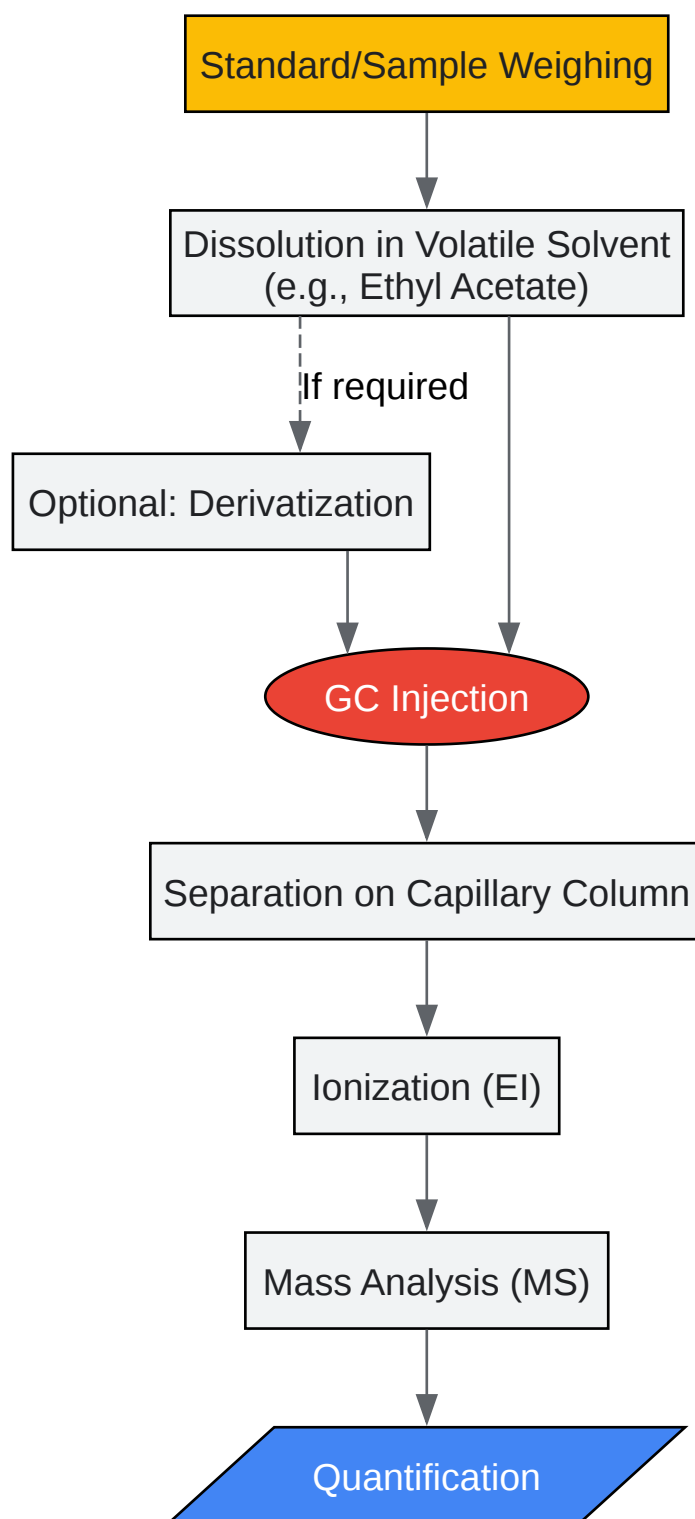 Standard/Sample Weighing
Dissolution in Volatile Solvent
(e.g., Ethyl Acetate)
If required
Optional: Derivatization
GC Injection
Separation on Capillary Column
Ionization (EI)
Mass Analysis (MS)
Quantification